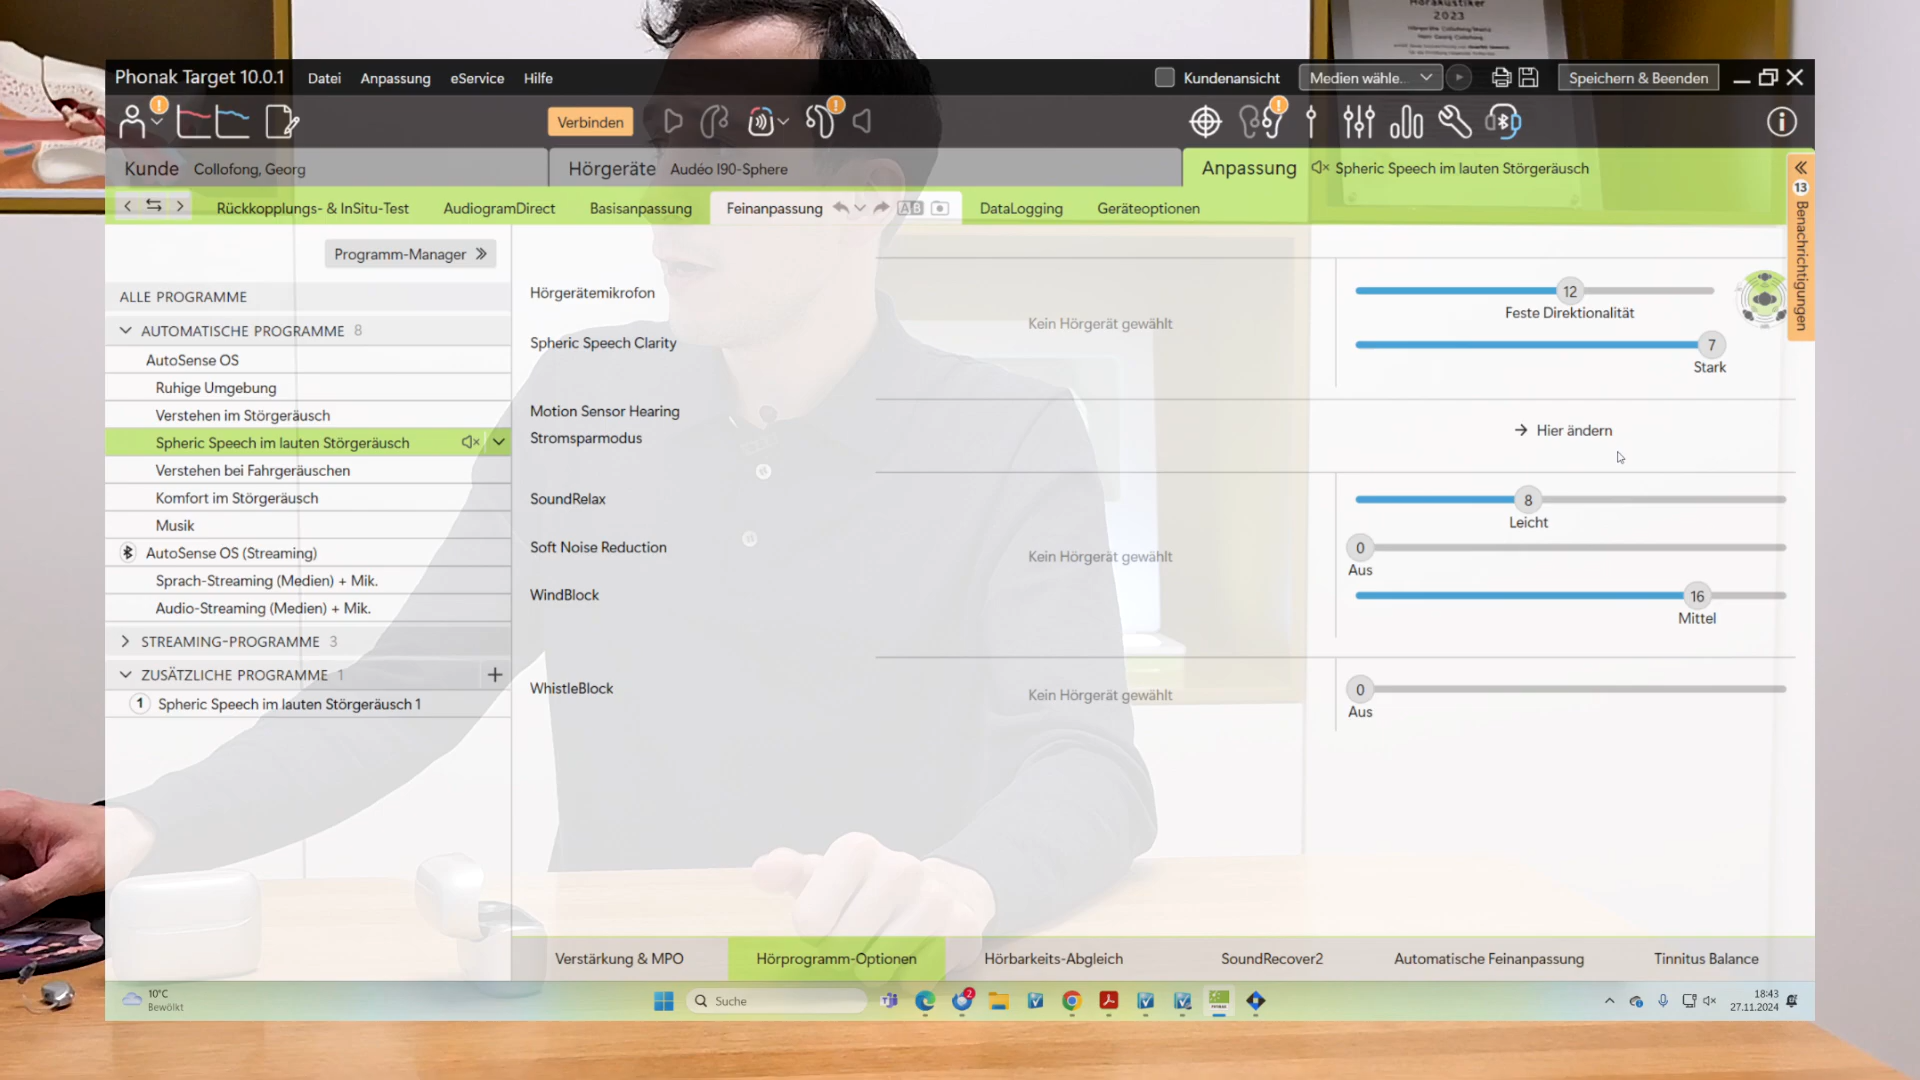 Hörakustiker
2023
Phonak Target 10.0.1
Datei
Anpassung
eService
Hilfe
Kundenansicht
Medien wähle..
Speichern & Beenden
Verbinden
Kunde
Collofong, Georg
Hörgeräte
Audéo I90-Sphere
Anpassung
Spheric Speech im lauten Störgeräusch
Rückkopplungs- & InSitu-Test
AudiogramDirect
Basisanpassung
Feinanpassung
AB
DataLogging
Geräteoptionen
13
Benachrichtigungen
Programm-Manager
ALLE PROGRAMME
AUTOMATISCHE PROGRAMME 8
AutoSense OS
Ruhige Umgebung
Verstehen im Störgeräusch
Spheric Speech im lauten Störgeräusch
Verstehen bei Fahrgeräuschen
Komfort im Störgeräusch
Musik
AutoSense OS (Streaming)
Sprach-Streaming (Medien) + Mik.
Audio-Streaming (Medien) + Mik.
STREAMING-PROGRAMME 3
ZUSÄTZLICHE PROGRAMME 1
1 Spheric Speech im lauten Störgeräusch 1
Hörgerätemikrofon
Kein Hörgerät gewählt
12
Feste Direktionalität
Spheric Speech Clarity
7
Stark
Motion Sensor Hearing
Stromsparmodus
Hier ändern
SoundRelax
8
Leicht
Soft Noise Reduction
Kein Hörgerät gewählt
0
Aus
WindBlock
16
Mittel
WhistleBlock
Kein Hörgerät gewählt
0
Aus
Verstärkung & MPO
Hörprogramm-Optionen
Hörbarkeits-Abgleich
SoundRecover2
Automatische Feinanpassung
Tinnitus Balance
10°C
Bewölkt
Suche
2
18:43
27.11.2024